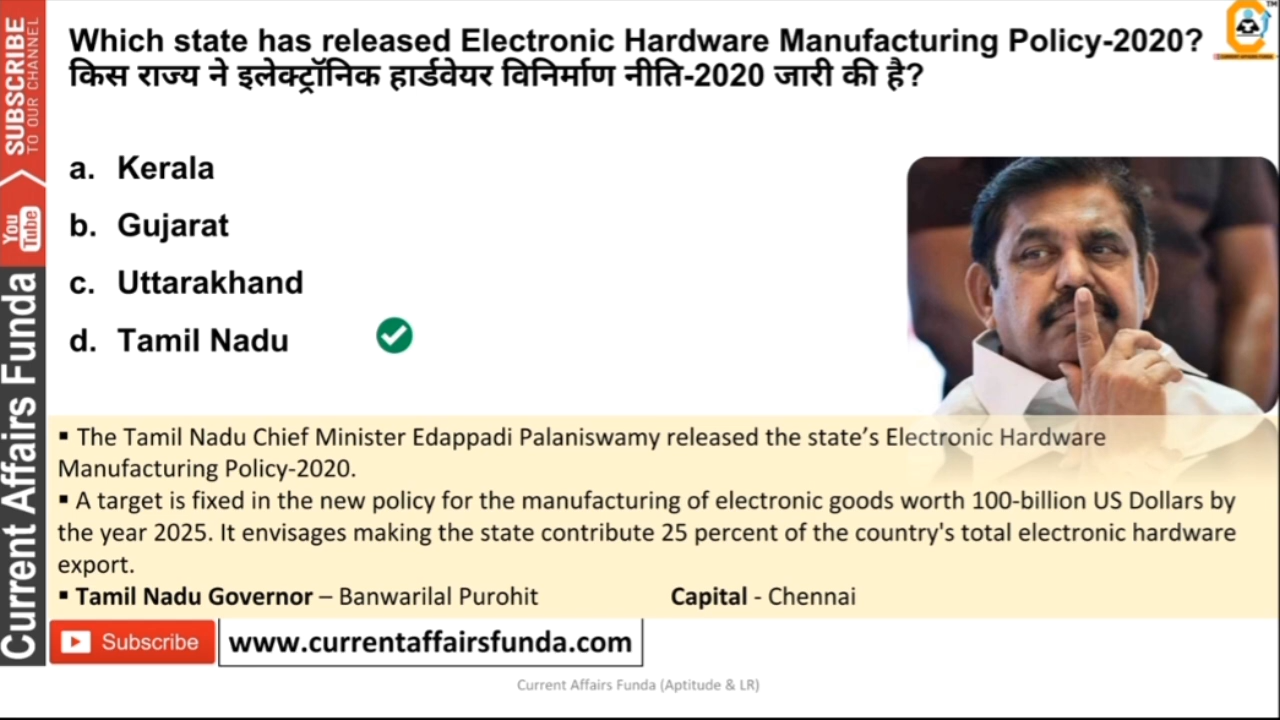 Which state has released Electronic Hardware Manufacturing Policy-2020?
किस राज्य ने इलेक्ट्रॉनिक हार्डवेयर विनिर्माण नीति-2020 जारी की है?
a. Kerala
b. Gujarat
c. Uttarakhand
d. Tamil Nadu
▪ The Tamil Nadu Chief Minister Edappadi Palaniswamy released the state’s Electronic Hardware
Manufacturing Policy-2020.
▪ A target is fixed in the new policy for the manufacturing of electronic goods worth 100-billion US Dollars by
the year 2025. It envisages making the state contribute 25 percent of the country's total electronic hardware
export.
▪ Tamil Nadu Governor – Banwarilal Purohit Capital - Chennai
Subscribe www.currentaffairsfunda.com
Current Affairs Funda (Aptitude & LR)
SUBSCRIBE
TO OUR CHANNEL
You
Tube
Current Affairs Funda
TM
CURRENT AFFAIRS FUNDA